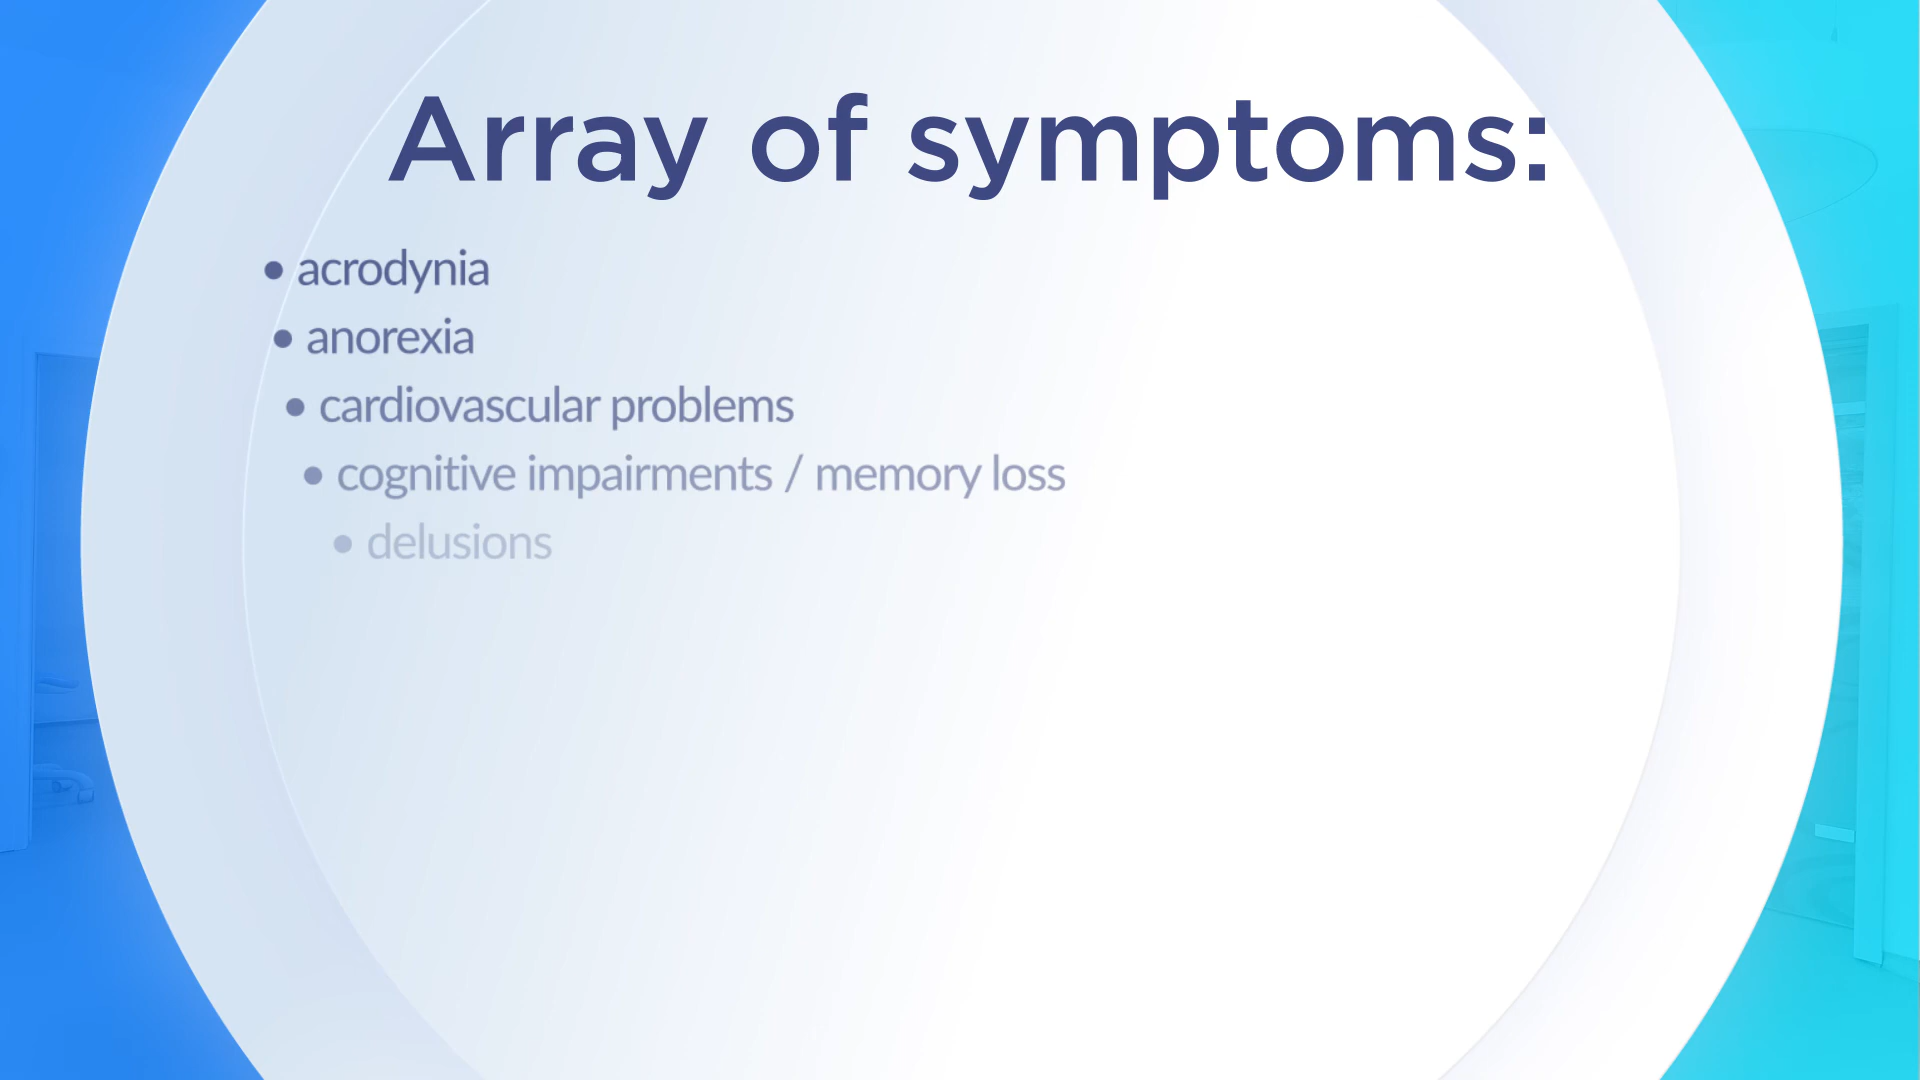 Array of symptoms:
• acrodynia
• anorexia
• cardiovascular problems
• cognitive impairments / memory loss
• delusions